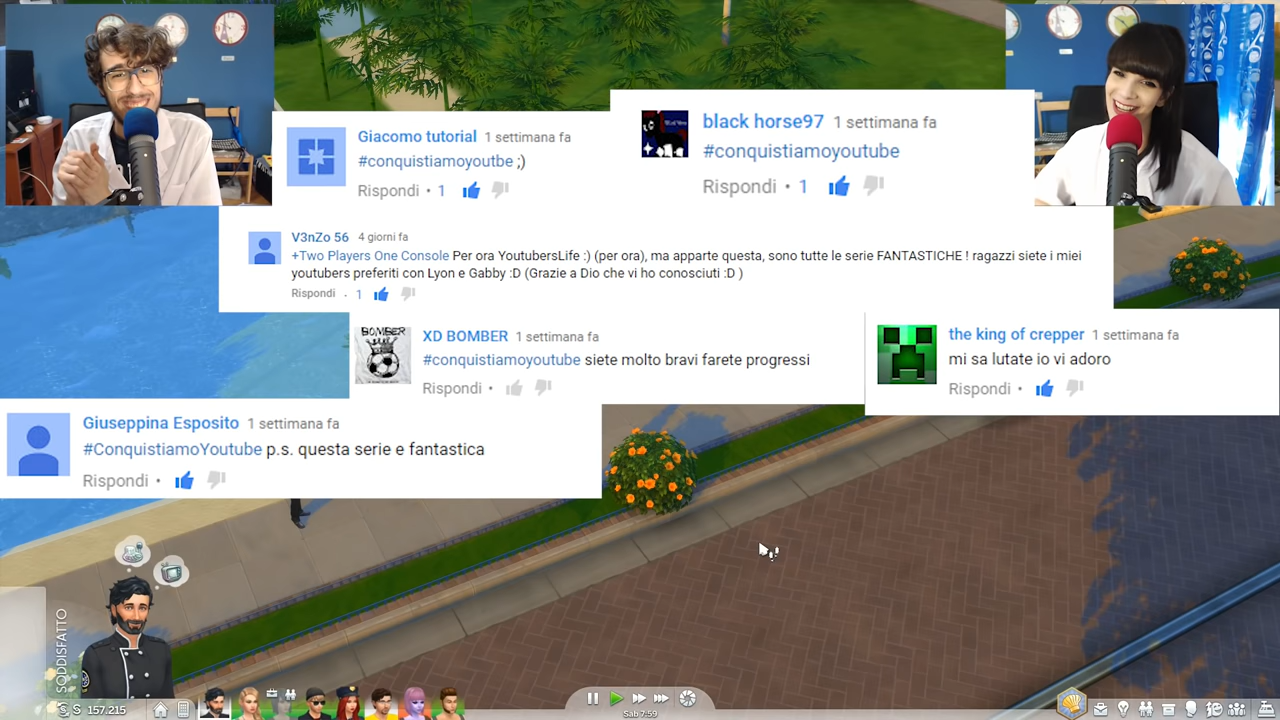 Giacomo tutorial 1 settimana fa
#conquistiamoyoutbe ;)
Rispondi • 1
black horse97 1 settimana fa
#conquistiamoyoutube
Rispondi • 1
V3nZo 56 4 giorni fa
+Two Players One Console Per ora YoutubersLife :) (per ora), ma apparte questa, sono tutte le serie FANTASTICHE ! ragazzi siete i miei
youtubers preferiti con Lyon e Gabby :D (Grazie a Dio che vi ho conosciuti :D )
Rispondi . 1
BOMBER
XD BOMBER 1 settimana fa
#conquistiamoyoutube siete molto bravi farete progressi
Rispondi •
the king of crepper 1 settimana fa
mi sa lutate io vi adoro
Rispondi •
Giuseppina Esposito 1 settimana fa
#ConquistiamoYoutube p.s. questa serie e fantastica
Rispondi •
SODDISFATTO
157.215
Sab 7:59